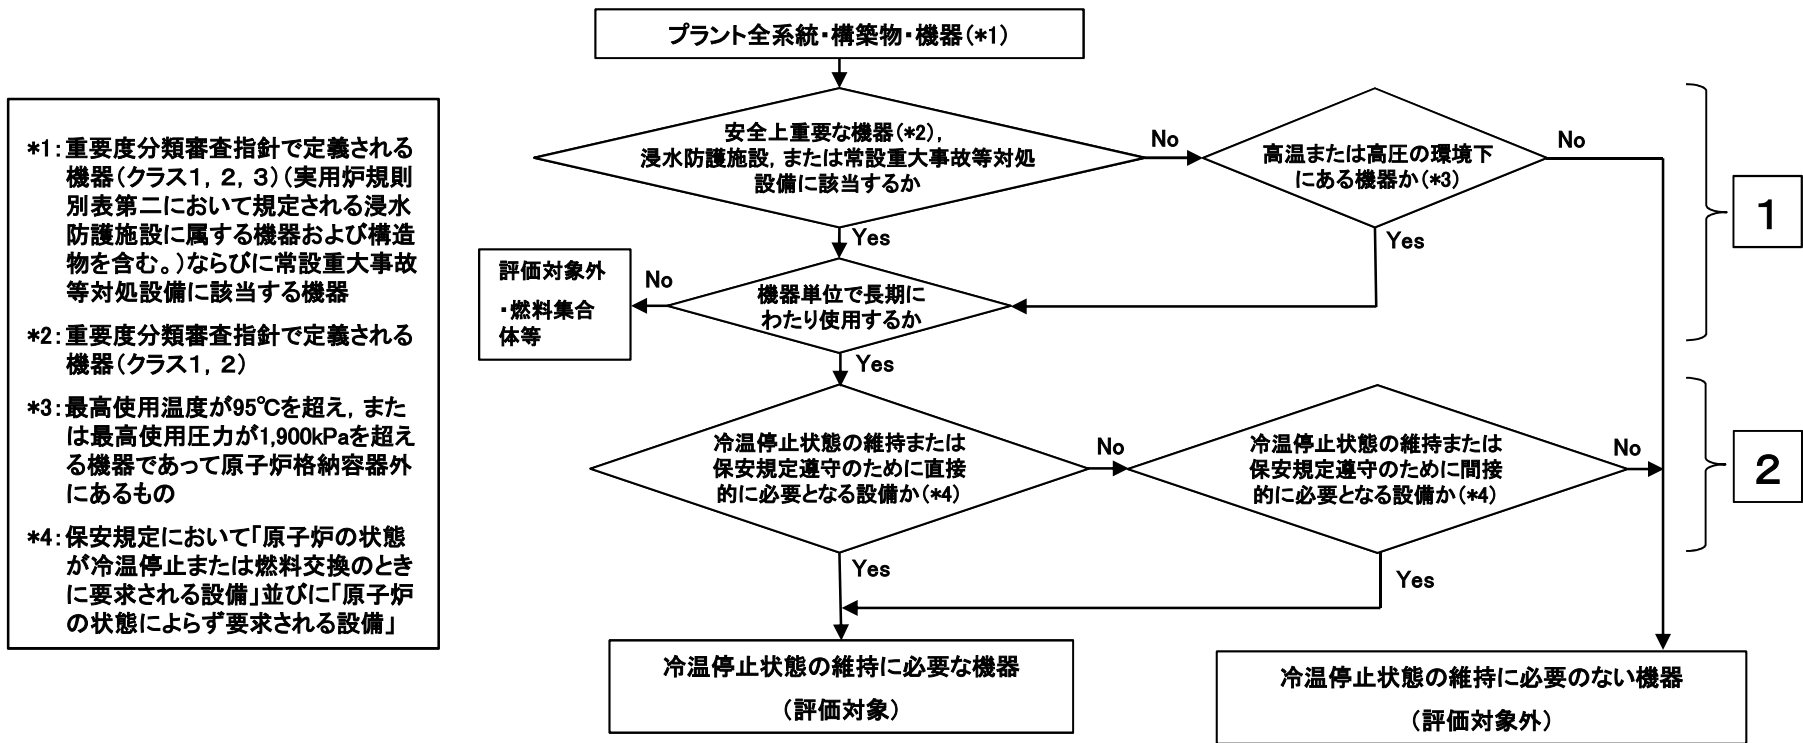 プラント全系統・構築物・機器(*1)
安全上重要な機器(*2),
浸水防護施設，または常設重大事故等対処
設備に該当するか
No
高温または高圧の環境下
にある機器か(*3)
No
1
Yes
Yes
評価対象外
・燃料集合
体等
No
機器単位で長期に
わたり使用するか
Yes
冷温停止状態の維持または
保安規定遵守のために直接
的に必要となる設備か(*4)
No
冷温停止状態の維持または
保安規定遵守のために間接
的に必要となる設備か(*4)
No
2
Yes
Yes
冷温停止状態の維持に必要な機器
(評価対象)
冷温停止状態の維持に必要のない機器
(評価対象外)
*1：重要度分類審査指針で定義される
機器(クラス1，2，3)(実用炉規則
別表第二において規定される浸水
防護施設に属する機器および構造
物を含む。)ならびに常設重大事故
等対処設備に該当する機器
*2：重要度分類審査指針で定義される
機器(クラス1，2)
*3：最高使用温度が95℃を超え，また
は最高使用圧力が1,900kPaを超え
る機器であって原子炉格納容器外
にあるもの
*4：保安規定において「原子炉の状態
が冷温停止または燃料交換のとき
に要求される設備」並びに「原子炉
の状態によらず要求される設備」